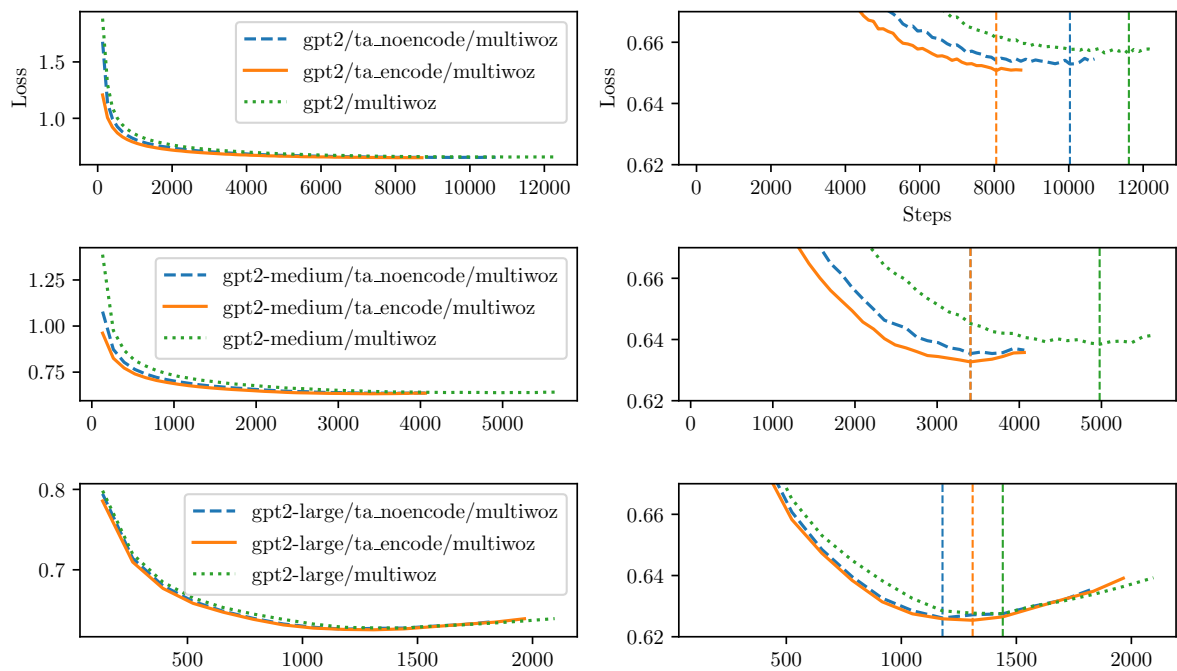 Loss
1.5
1.0
gpt2/ta_noencode/multiwoz
gpt2/ta_encode/multiwoz
gpt2/multiwoz
0 2000 4000 6000 8000 10000 12000
Loss
0.66
0.64
0.62
0 2000 4000 6000 8000 10000 12000
Steps
1.25
1.00
0.75
gpt2-medium/ta_noencode/multiwoz
gpt2-medium/ta_encode/multiwoz
gpt2-medium/multiwoz
0 1000 2000 3000 4000 5000
0.66
0.64
0.62
0 1000 2000 3000 4000 5000
0.8
0.7
gpt2-large/ta_noencode/multiwoz
gpt2-large/ta_encode/multiwoz
gpt2-large/multiwoz
500 1000 1500 2000
0.66
0.64
0.62
500 1000 1500 2000